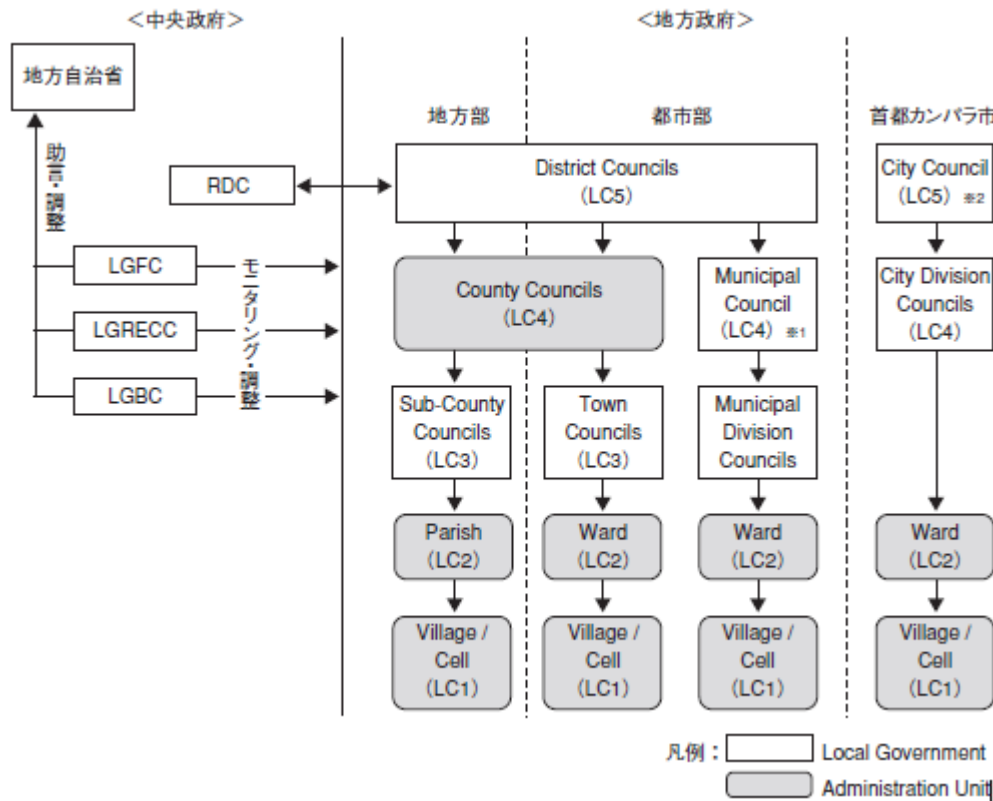 ＜中央政府＞
＜地方政府＞
地方自治省
地方部
都市部
首都カンパラ市
助言・調整
RDC
District Councils
（LC5）
City Council
（LC5）※2
LGFC
LGRECC
LGBC
モニタリング・調整
County Councils
（LC4）
Municipal
Council
（LC4）※1
City Division
Councils
（LC4）
Sub-County
Councils
（LC3）
Town
Councils
（LC3）
Municipal
Division
Councils
Parish
（LC2）
Ward
（LC2）
Ward
（LC2）
Ward
（LC2）
Village /
Cell
（LC1）
Village /
Cell
（LC1）
Village /
Cell
（LC1）
Village /
Cell
（LC1）
凡例：
Local Government
Administration Unit